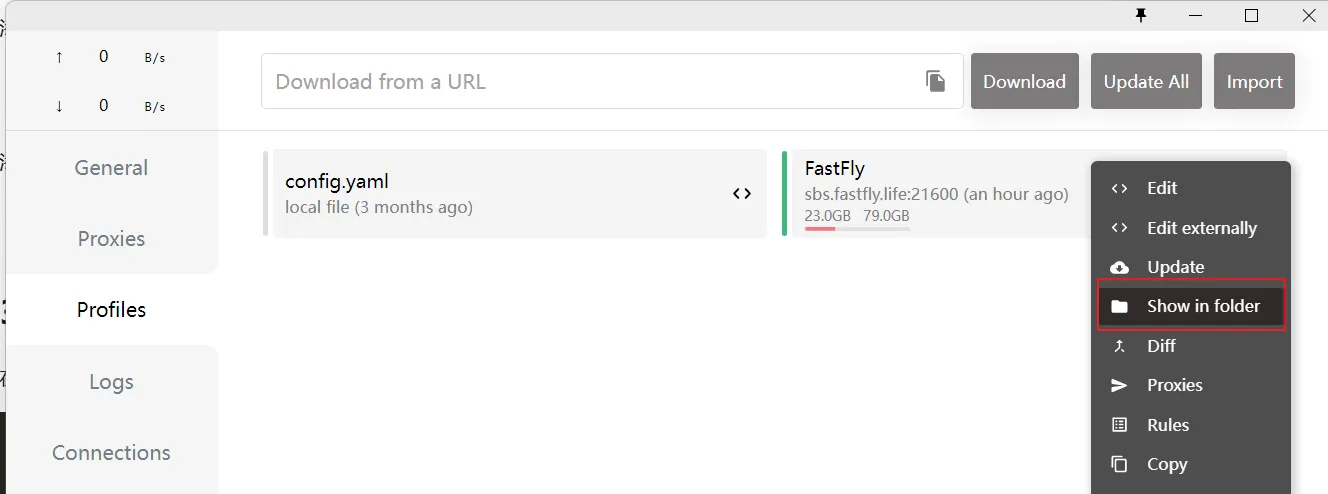 ↑ 0 B/s
↓ 0 B/s
Download from a URL
Download
Update All
Import
General
Proxies
Profiles
Logs
Connections
config.yaml
local file (3 months ago)
FastFly
sbs.fastfly.life:21600 (an hour ago)
23.0GB 79.0GB
Edit
Edit externally
Update
Show in folder
Diff
Proxies
Rules
Copy